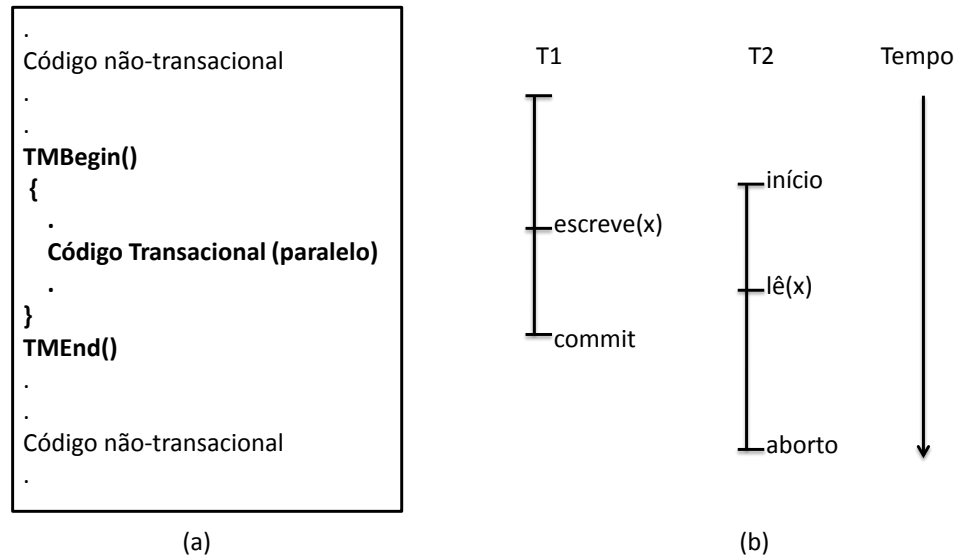 .
Código não-transacional
.
.
TMBegin()
{
.
Código Transacional (paralelo)
.
}
TMEnd()
.
.
Código não-transacional
.
(a)
T1 T2 Tempo
início
escreve(x)
lê(x)
commit
aborto
(b)